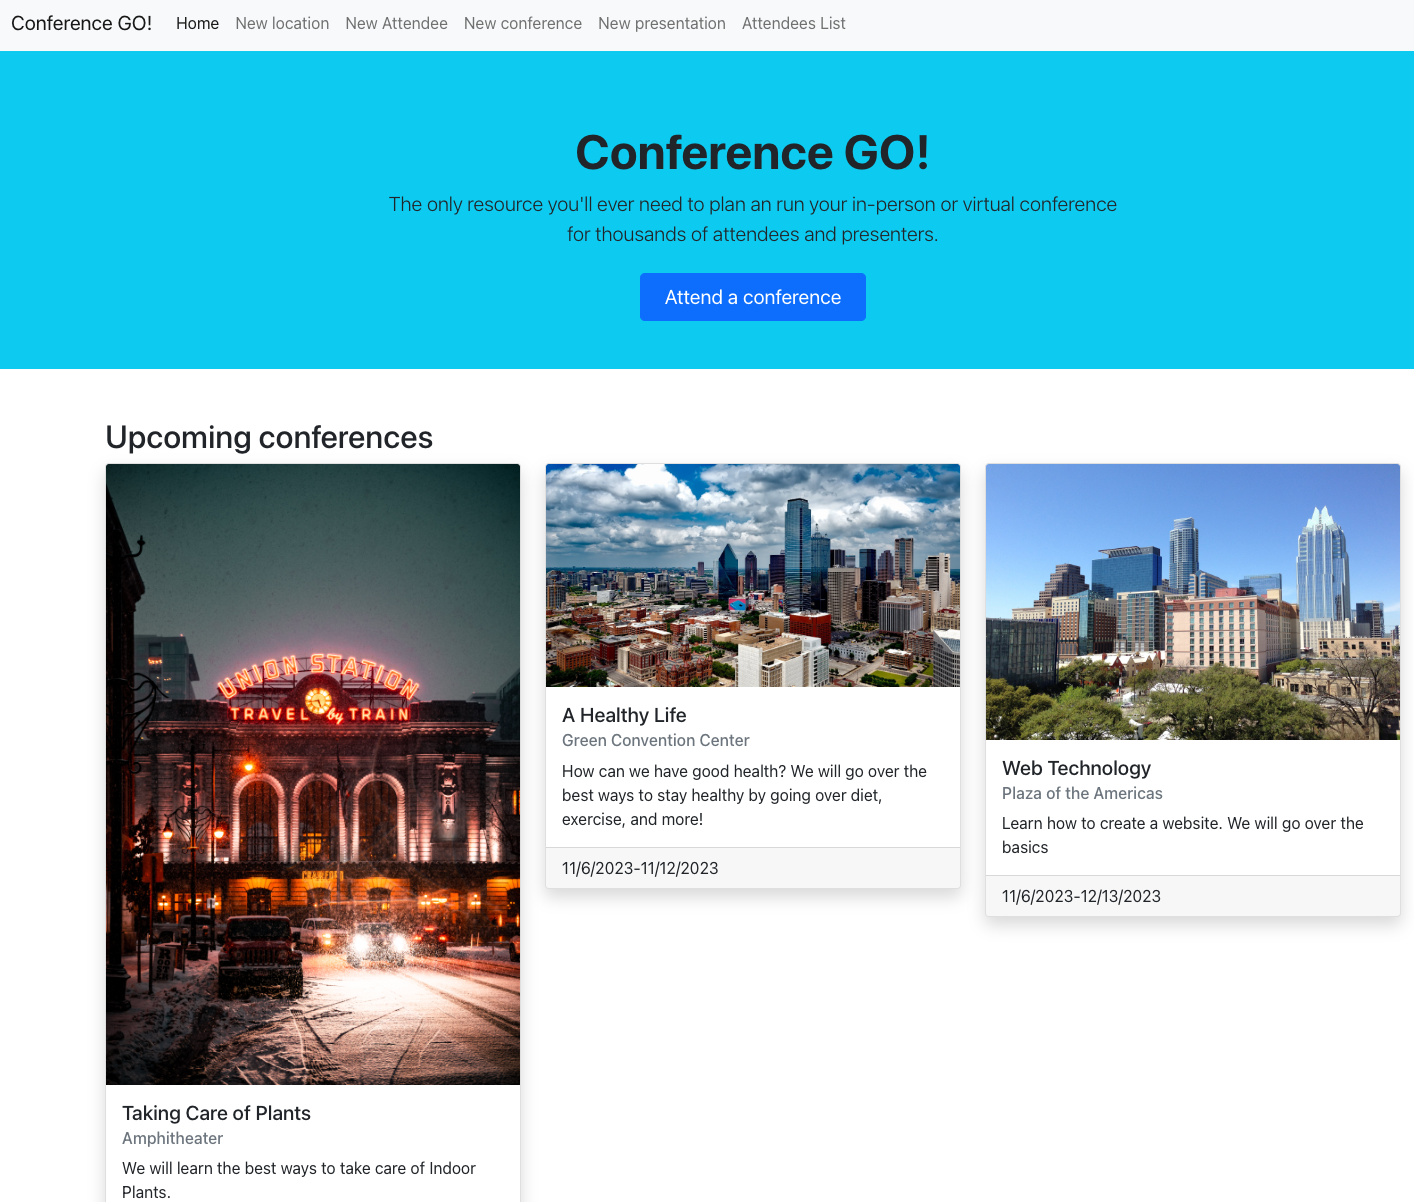 Conference GO! Home New location New Attendee New conference New presentation Attendees List
Conference GO!
The only resource you'll ever need to plan an run your in-person or virtual conference
for thousands of attendees and presenters.
Attend a conference
Upcoming conferences
UNION STATION
TRAVEL by TRAIN
CRAWFORD
Taking Care of Plants
Amphitheater
We will learn the best ways to take care of Indoor
Plants.
A Healthy Life
Green Convention Center
How can we have good health? We will go over the
best ways to stay healthy by going over diet,
exercise, and more!
11/6/2023-11/12/2023
Web Technology
Plaza of the Americas
Learn how to create a website. We will go over the
basics
11/6/2023-12/13/2023